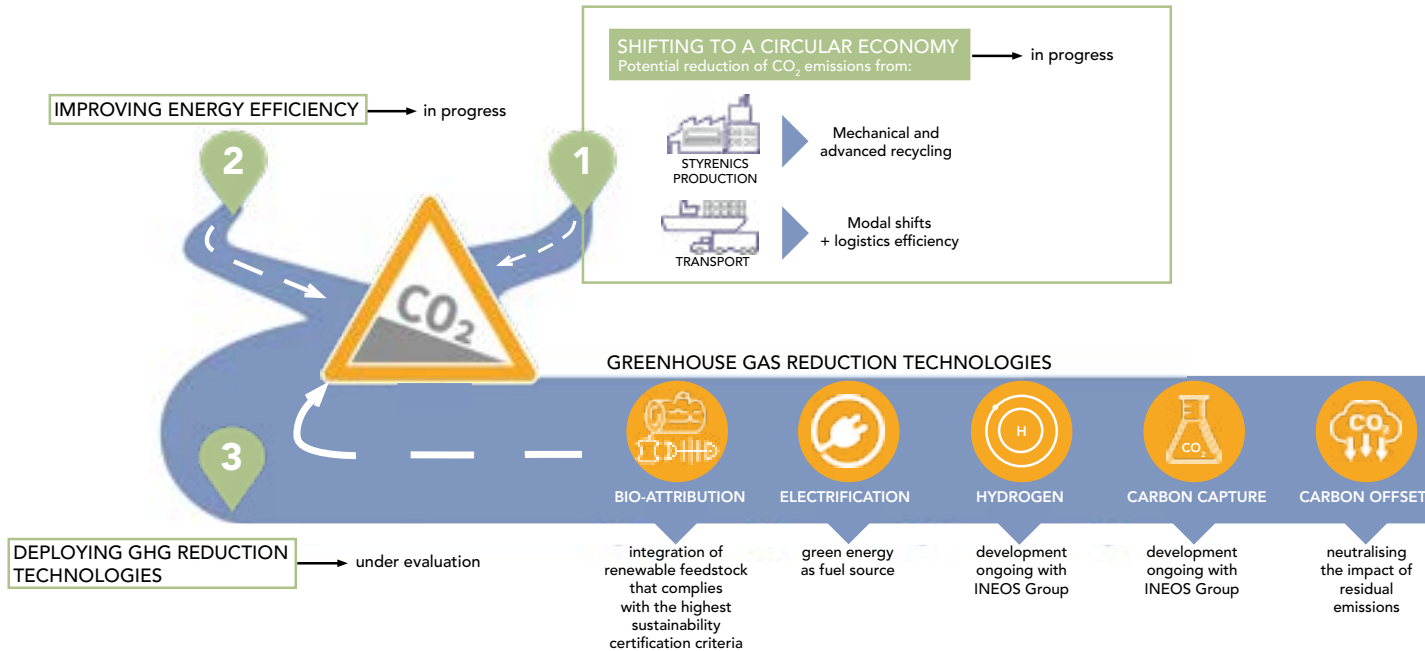 SHIFTING TO A CIRCULAR ECONOMY
Potential reduction of CO₂ emissions from:
in progress
STYRENICS
PRODUCTION
Mechanical and
advanced recycling
TRANSPORT
Modal shifts
+ logistics efficiency
1
IMPROVING ENERGY EFFICIENCY
in progress
2
CO₂
GREENHOUSE GAS REDUCTION TECHNOLOGIES
3
DEPLOYING GHG REDUCTION
TECHNOLOGIES
under evaluation
BIO-ATTRIBUTION
integration of
renewable feedstock
that complies
with the highest
sustainability
certification criteria
ELECTRIFICATION
green energy
as fuel source
H
HYDROGEN
development
ongoing with
INEOS Group
CO₂
CARBON CAPTURE
development
ongoing with
INEOS Group
CO₂
CARBON OFFSET
neutralising
the impact of
residual
emissions